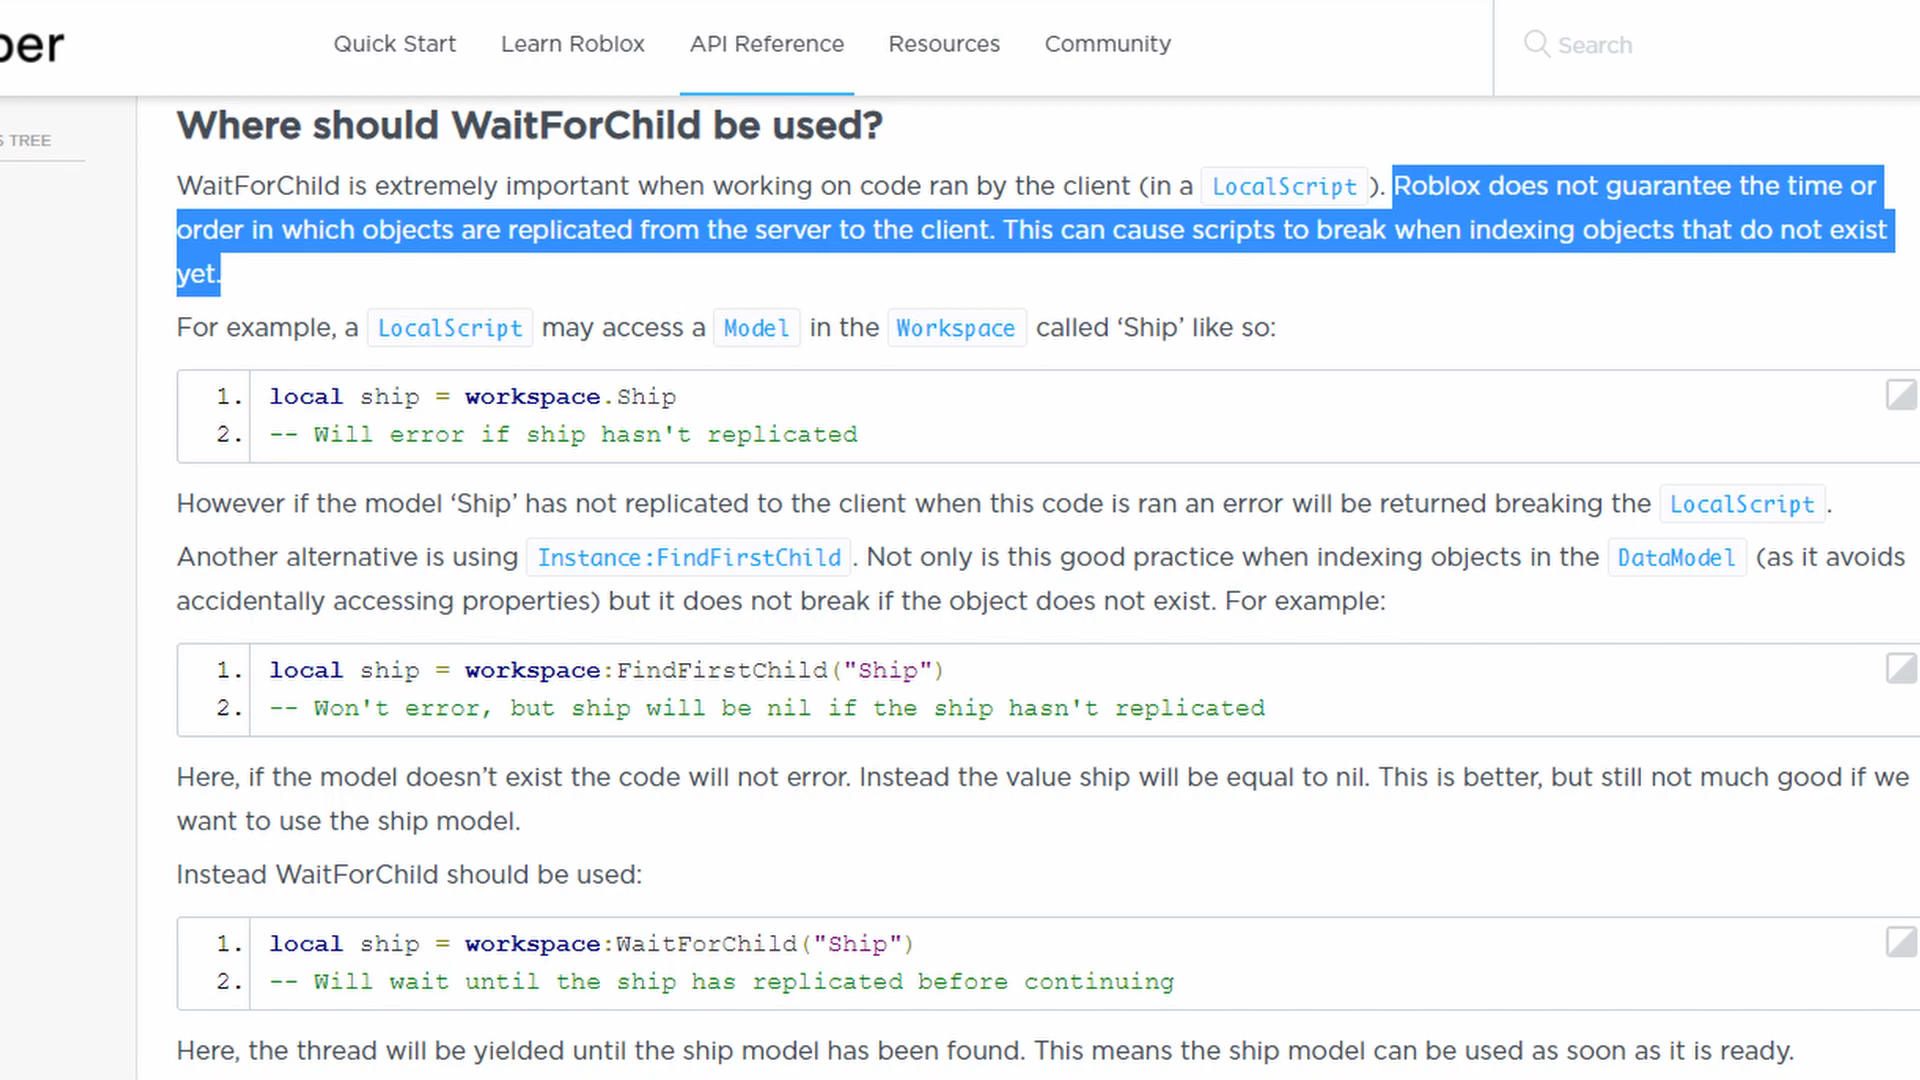 ber
Quick Start Learn Roblox API Reference Resources Community Search
S TREE
Where should WaitForChild be used?
WaitForChild is extremely important when working on code ran by the client (in a LocalScript). Roblox does not guarantee the time or
order in which objects are replicated from the server to the client. This can cause scripts to break when indexing objects that do not exist
yet.
For example, a LocalScript may access a Model in the Workspace called ‘Ship’ like so:
1. local ship = workspace.Ship
2. -- Will error if ship hasn't replicated
However if the model ‘Ship’ has not replicated to the client when this code is ran an error will be returned breaking the LocalScript.
Another alternative is using Instance:FindFirstChild. Not only is this good practice when indexing objects in the DataModel (as it avoids
accidentally accessing properties) but it does not break if the object does not exist. For example:
1. local ship = workspace:FindFirstChild("Ship")
2. -- Won't error, but ship will be nil if the ship hasn't replicated
Here, if the model doesn’t exist the code will not error. Instead the value ship will be equal to nil. This is better, but still not much good if we
want to use the ship model.
Instead WaitForChild should be used:
1. local ship = workspace:WaitForChild("Ship")
2. -- Will wait until the ship has replicated before continuing
Here, the thread will be yielded until the ship model has been found. This means the ship model can be used as soon as it is ready.